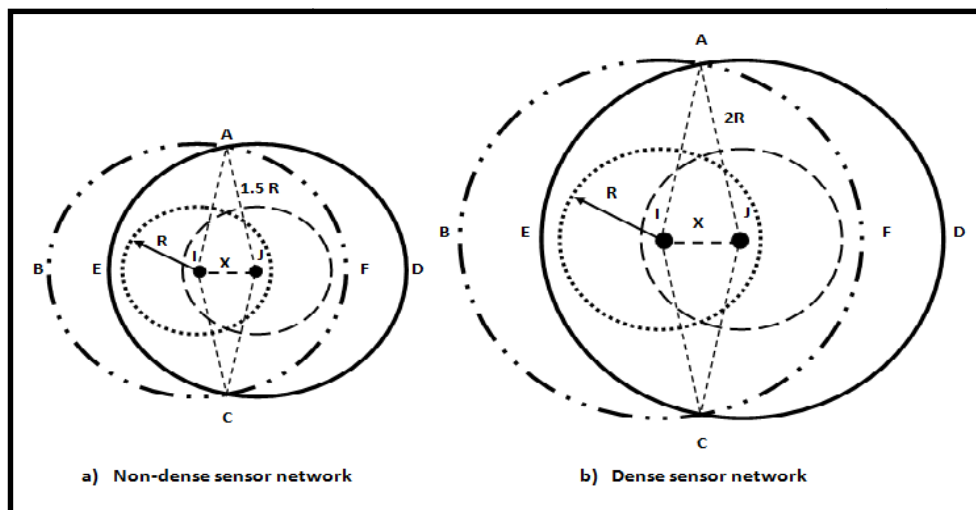 A
1.5 R
R
I
J
X
B
E
F
D
C
a) Non-dense sensor network
A
2R
R
I
J
X
B
E
F
D
C
b) Dense sensor network